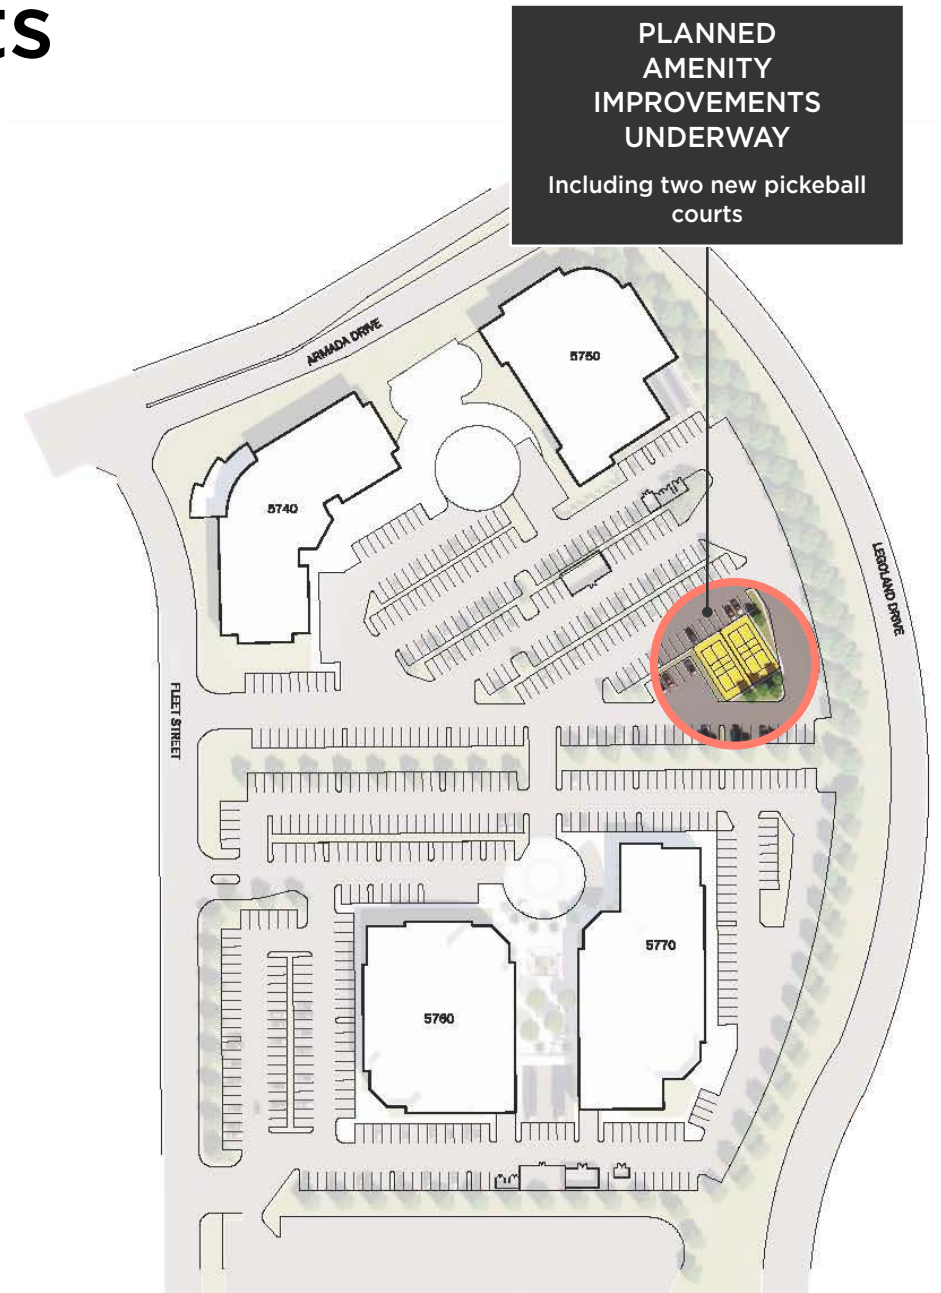 ts
PLANNED
AMENITY
IMPROVEMENTS
UNDERWAY
Including two new pickeball
courts
ARMADA DRIVE
5750
5740
LEGOLAND DRIVE
FLEET STREET
5770
5760